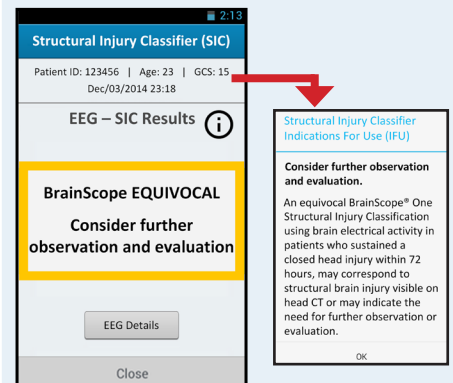 2:13
Structural Injury Classifier (SIC)
Patient ID: 123456 | Age: 23 | GCS: 15
Dec/03/2014 23:18
EEG – SIC Results
i
BrainScope EQUIVOCAL
Consider further
observation and evaluation
EEG Details
Close
Structural Injury Classifier
Indications For Use (IFU)
Consider further observation
and evaluation.
An equivocal BrainScope® One
Structural Injury Classification
using brain electrical activity in
patients who sustained a
closed head injury within 72
hours, may correspond to
structural brain injury visible on
head CT or may indicate the
need for further observation or
evaluation.
OK